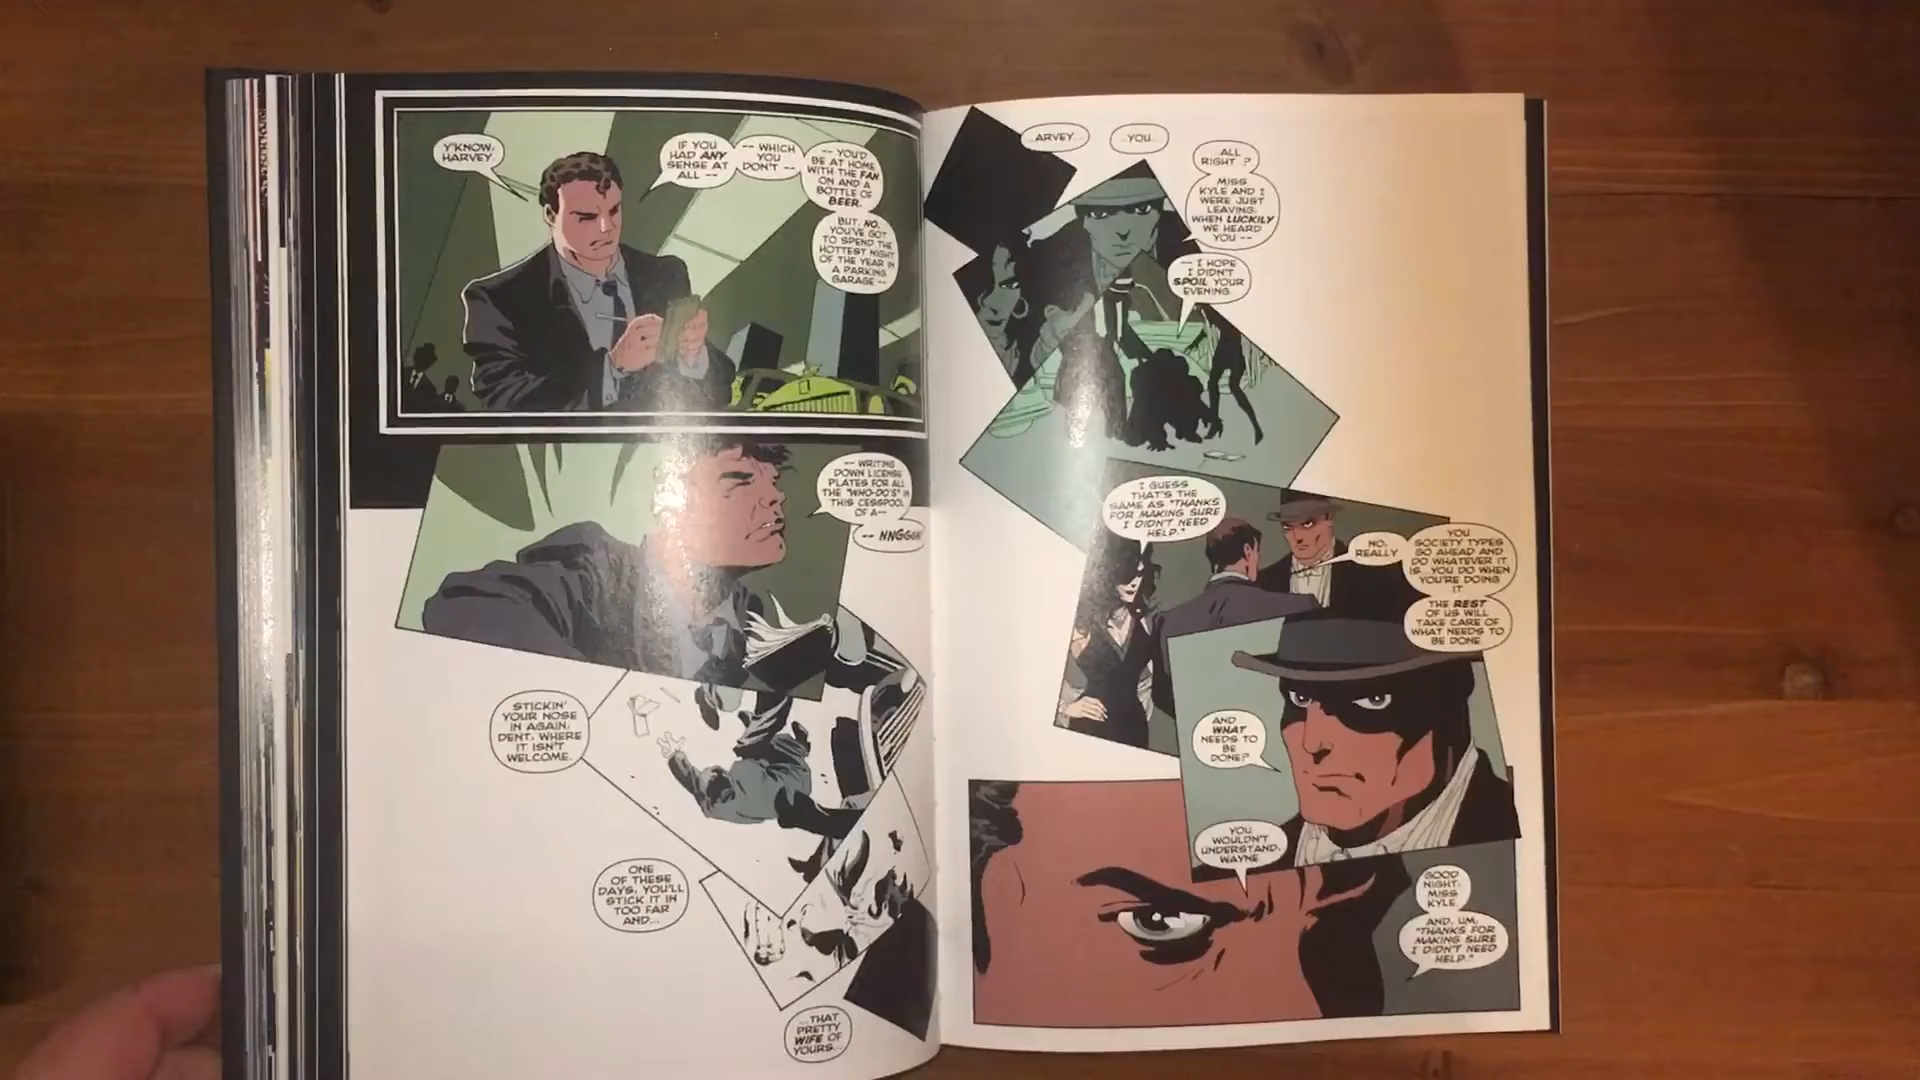 Y'KNOW,
HARVEY,
IF YOU
HAD ANY
SENSE AT
ALL --
-- WHICH
YOU
DON'T --
-- YOU'D
BE AT HOME
WITH THE FAN
ON AND A
BOTTLE OF
BEER.
BUT, NO,
YOU'VE GOT
TO SPEND THE
HOTTEST NIGHT
OF THE YEAR IN
A PARKING
GARAGE --
-- WRITING
DOWN LICENSE
PLATES FOR ALL
THE "WHO-DO'S" IN
THIS CESSPOOL
OF A--
-- NNGGGH!
STICKIN'
YOUR NOSE
IN AGAIN,
DENT, WHERE
IT ISN'T
WELCOME.
ONE
OF THESE
DAYS, YOU'LL
STICK IT IN
TOO FAR
AND...
...THAT
PRETTY
WIFE OF
YOURS...
...ARVEY...
...YOU...
ALL
RIGHT?
MISS
KYLE AND I
WERE JUST
LEAVING,
WHEN LUCKILY
WE HEARD
YOU --
-- I HOPE
I DIDN'T
SPOIL YOUR
EVENING.
I GUESS
THAT'S THE
SAME AS "THANKS
FOR MAKING SURE
I DIDN'T NEED
HELP."
NO,
REALLY.
YOU
SOCIETY TYPES
GO AHEAD AND
DO WHATEVER IT
IS YOU DO WHEN
YOU'RE DOING
IT.
THE REST
OF US WILL
TAKE CARE OF
WHAT NEEDS TO
BE DONE.
AND
WHAT
NEEDS TO
BE
DONE?
YOU
WOULDN'T
UNDERSTAND,
WAYNE.
GOOD
NIGHT,
MISS
KYLE.
AND, UM,
"THANKS FOR
MAKING SURE
I DIDN'T NEED
HELP."